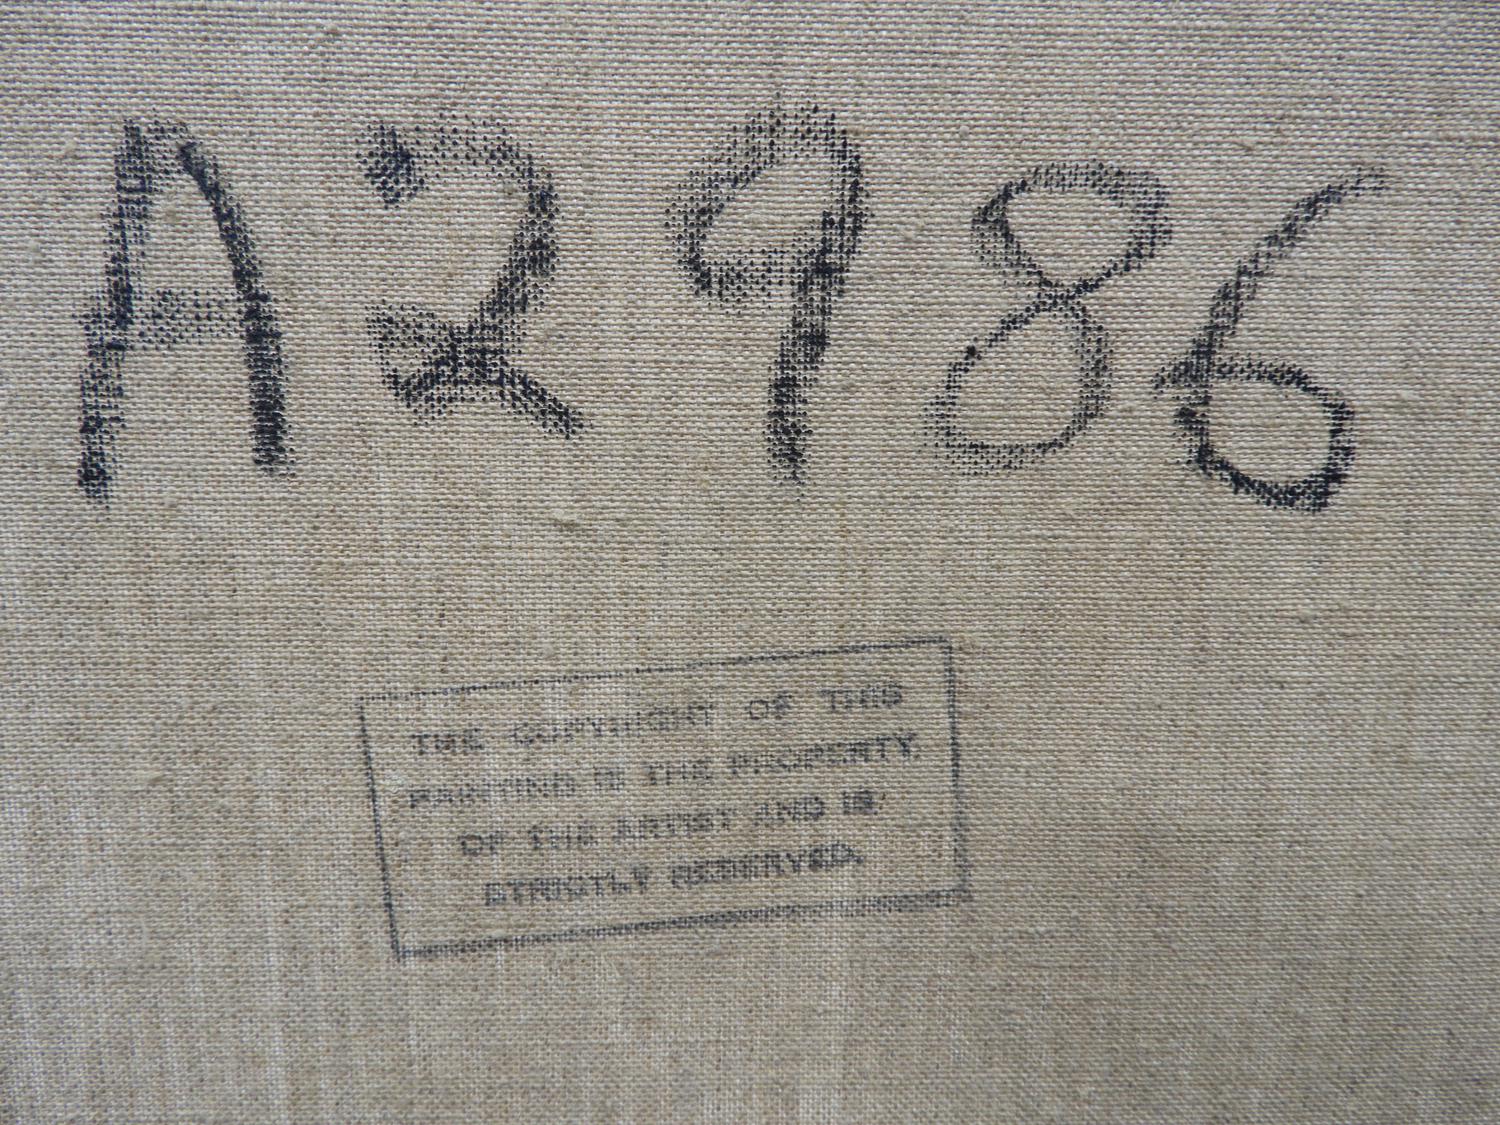 A2986
THE COPYRIGHT OF THIS
PAINTING IS THE PROPERTY.
OF THE ARTIST AND IS
STRICTLY RESERVED.